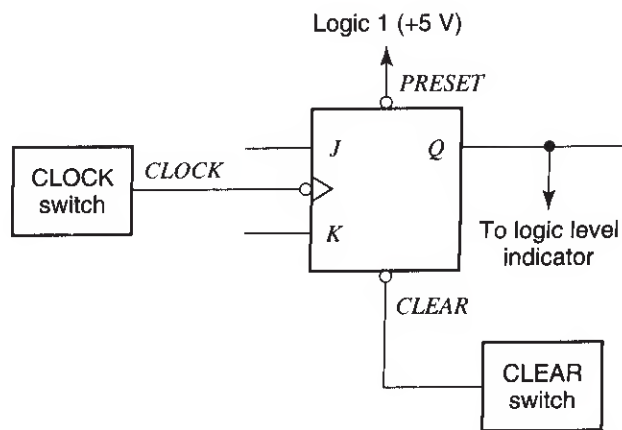 Logic 1 (+5 V)
PRESET
J
Q
CLOCK
switch
CLOCK
K
To logic level
indicator
CLEAR
CLEAR
switch